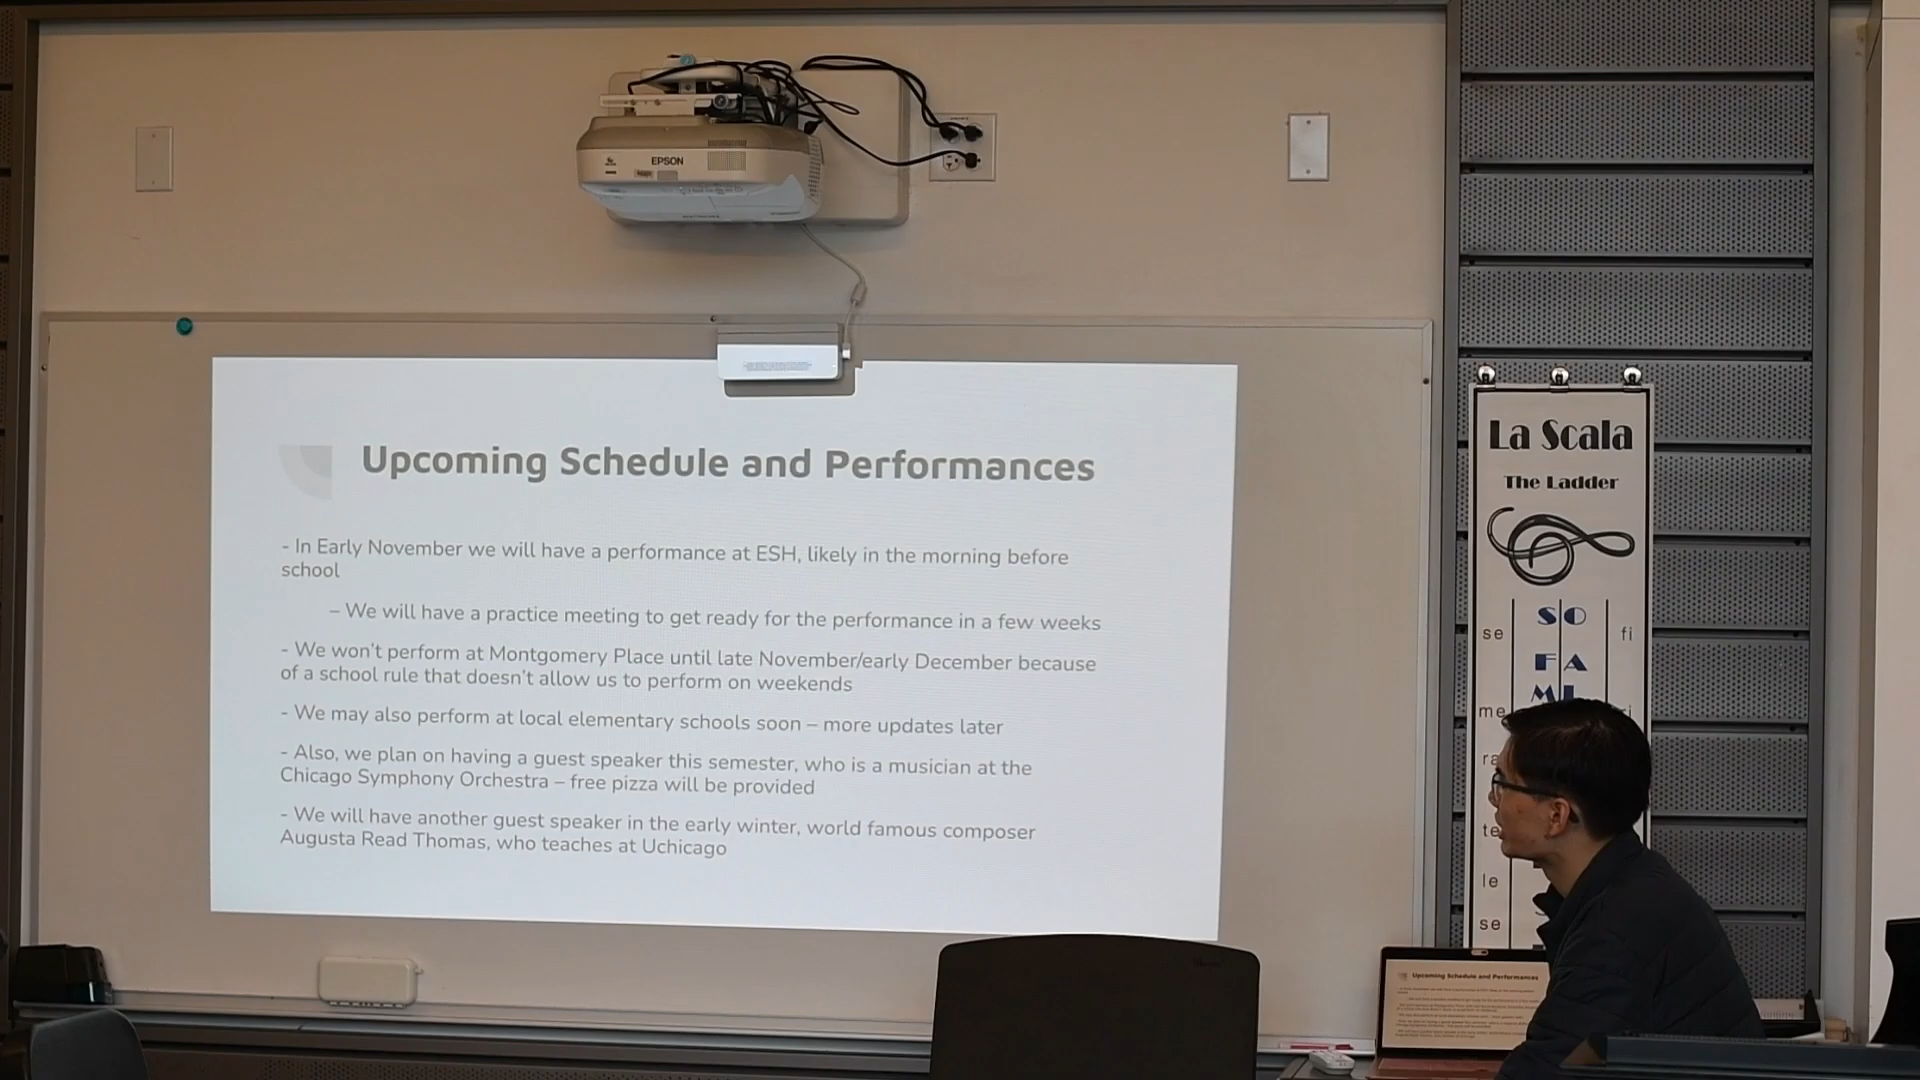 EPSON
Upcoming Schedule and Performances
- In Early November we will have a performance at ESH, likely in the morning before
school
– We will have a practice meeting to get ready for the performance in a few weeks
- We won't perform at Montgomery Place until late November/early December because
of a school rule that doesn't allow us to perform on weekends
- We may also perform at local elementary schools soon – more updates later
- Also, we plan on having a guest speaker this semester, who is a musician at the
Chicago Symphony Orchestra – free pizza will be provided
- We will have another guest speaker in the early winter, world famous composer
Augusta Read Thomas, who teaches at Uchicago
La Scala
The Ladder
SO
se
fi
FA
MI
me
ri
ra
te
le
se
Upcoming Schedule and Performances